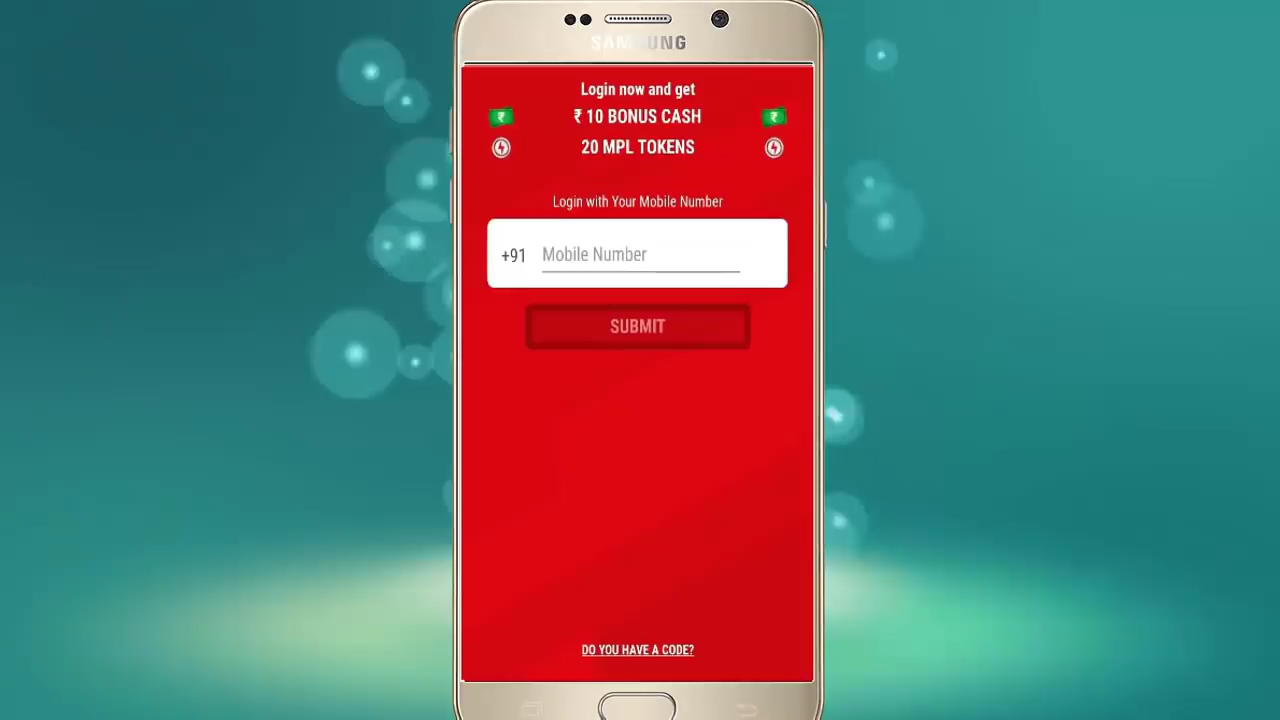 SAMSUNG
Login now and get
₹ 10 BONUS CASH
20 MPL TOKENS
Login with Your Mobile Number
+91 Mobile Number
SUBMIT
DO YOU HAVE A CODE?